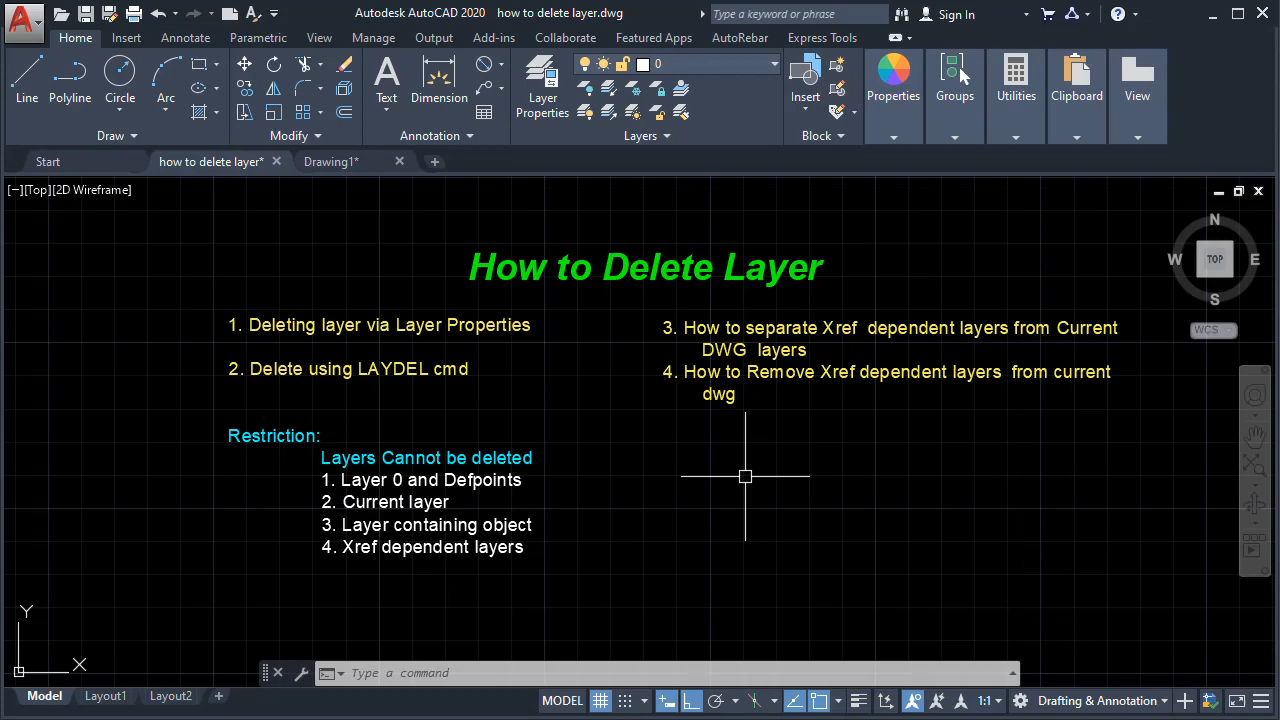 Autodesk AutoCAD 2020 how to delete layer.dwg
Type a keyword or phrase
Sign In
Home Insert Annotate Parametric View Manage Output Add-ins Collaborate Featured Apps AutoRebar Express Tools
Line Polyline Circle Arc
Draw
Modify
Text Dimension
Annotation
Layer
Properties
0
Layers
Insert
Block
Properties
Groups
Utilities
Clipboard
View
Start
how to delete layer*
Drawing1*
[−][Top][2D Wireframe]
N
W TOP E
S
WCS
How to Delete Layer
1. Deleting layer via Layer Properties
2. Delete using LAYDEL cmd
3. How to separate Xref dependent layers from Current
DWG layers
4. How to Remove Xref dependent layers from current
dwg
Restriction:
Layers Cannot be deleted
1. Layer 0 and Defpoints
2. Current layer
3. Layer containing object
4. Xref dependent layers
Y
X
Type a command
Model Layout1 Layout2
MODEL
1:1
Drafting & Annotation